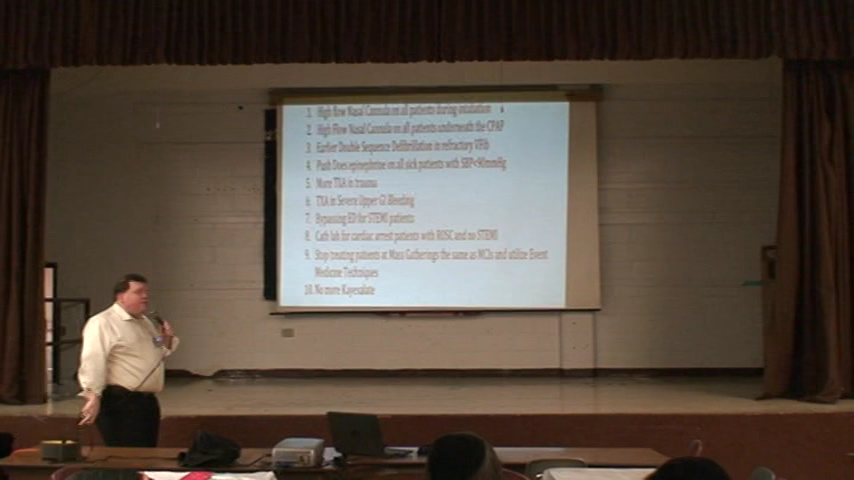 1. High flow Nasal Cannula on all patients during intubation
2. High Flow Nasal Cannula on all patients underneath the CPAP
3. Earlier Double Sequence Defibrillation in refractory VFib
4. Push Does epinephrine on all sick patients with SBP<90mmHg
5. More TXA in trauma
6. TXA in Severe Upper GI Bleeding
7. Bypassing ED for STEMI patients
8. Cath lab for cardiac arrest patients with ROSC and no STEMI
9. Stop treating patients at Mass Gatherings the same as MCIs and utilize Event
Medicine Techniques
10. No more Kayexalate